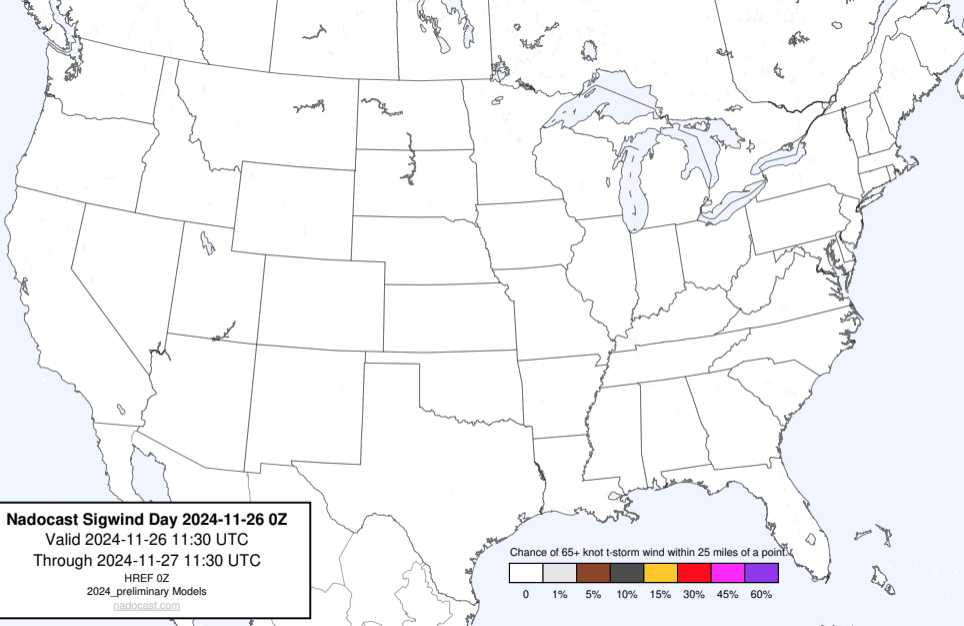 Nadocast Sigwind Day 2024-11-26 0Z
Valid 2024-11-26 11:30 UTC
Through 2024-11-27 11:30 UTC
HREF 0Z
2024_preliminary Models
nadocast.com
Chance of 65+ knot t-storm wind within 25 miles of a point.
0 1% 5% 10% 15% 30% 45% 60%